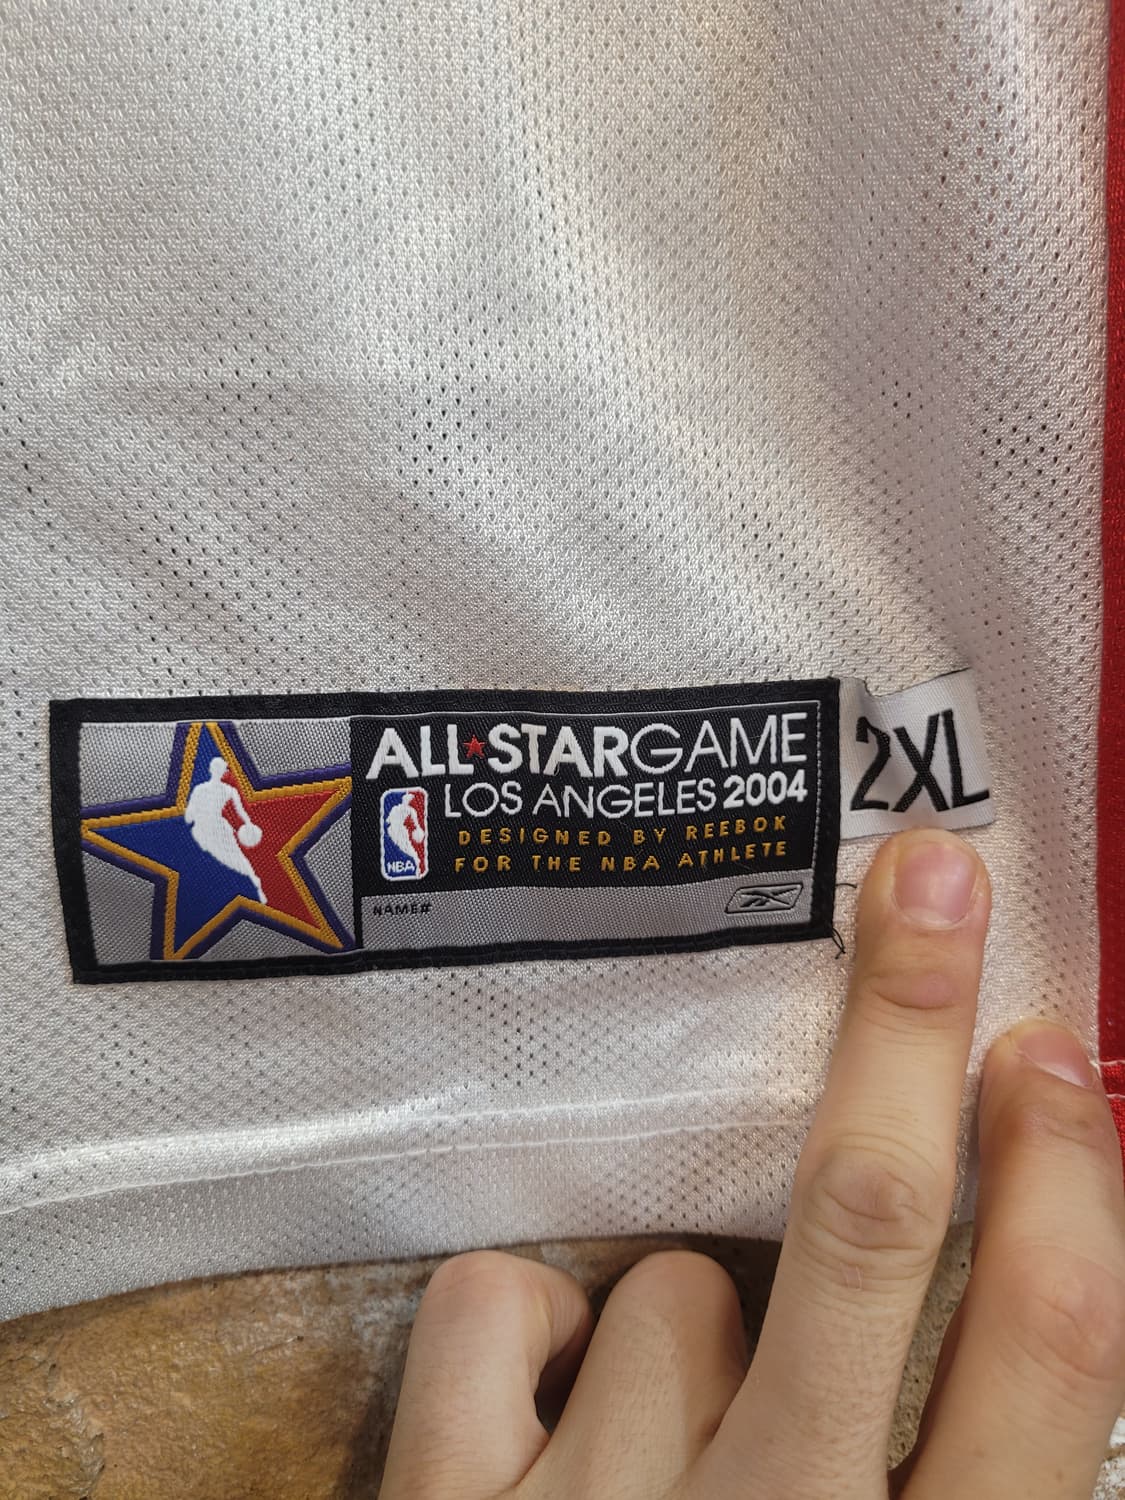 ALL★STARGAME
LOS ANGELES 2004
NBA
DESIGNED BY REEBOK
FOR THE NBA ATHLETE
NAME#
2XL